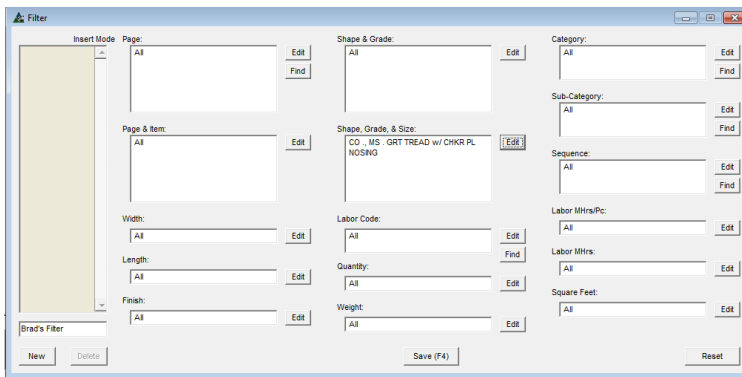 Filter
Insert Mode
Page:
All
Edit
Find
Page & Item:
All
Edit
Width:
All
Edit
Length:
All
Edit
Finish:
All
Edit
Shape & Grade:
All
Edit
Shape, Grade, & Size:
CO ., MS . GRT TREAD w/ CHKR PL
NOSING
Edit
Labor Code:
All
Edit
Find
Quantity:
All
Edit
Weight:
All
Edit
Category:
All
Edit
Find
Sub-Category:
All
Edit
Find
Sequence:
All
Edit
Find
Labor MHrs/Pc:
All
Edit
Labor MHrs:
All
Edit
Square Feet:
All
Edit
Brad's Filter
New
Delete
Save (F4)
Reset